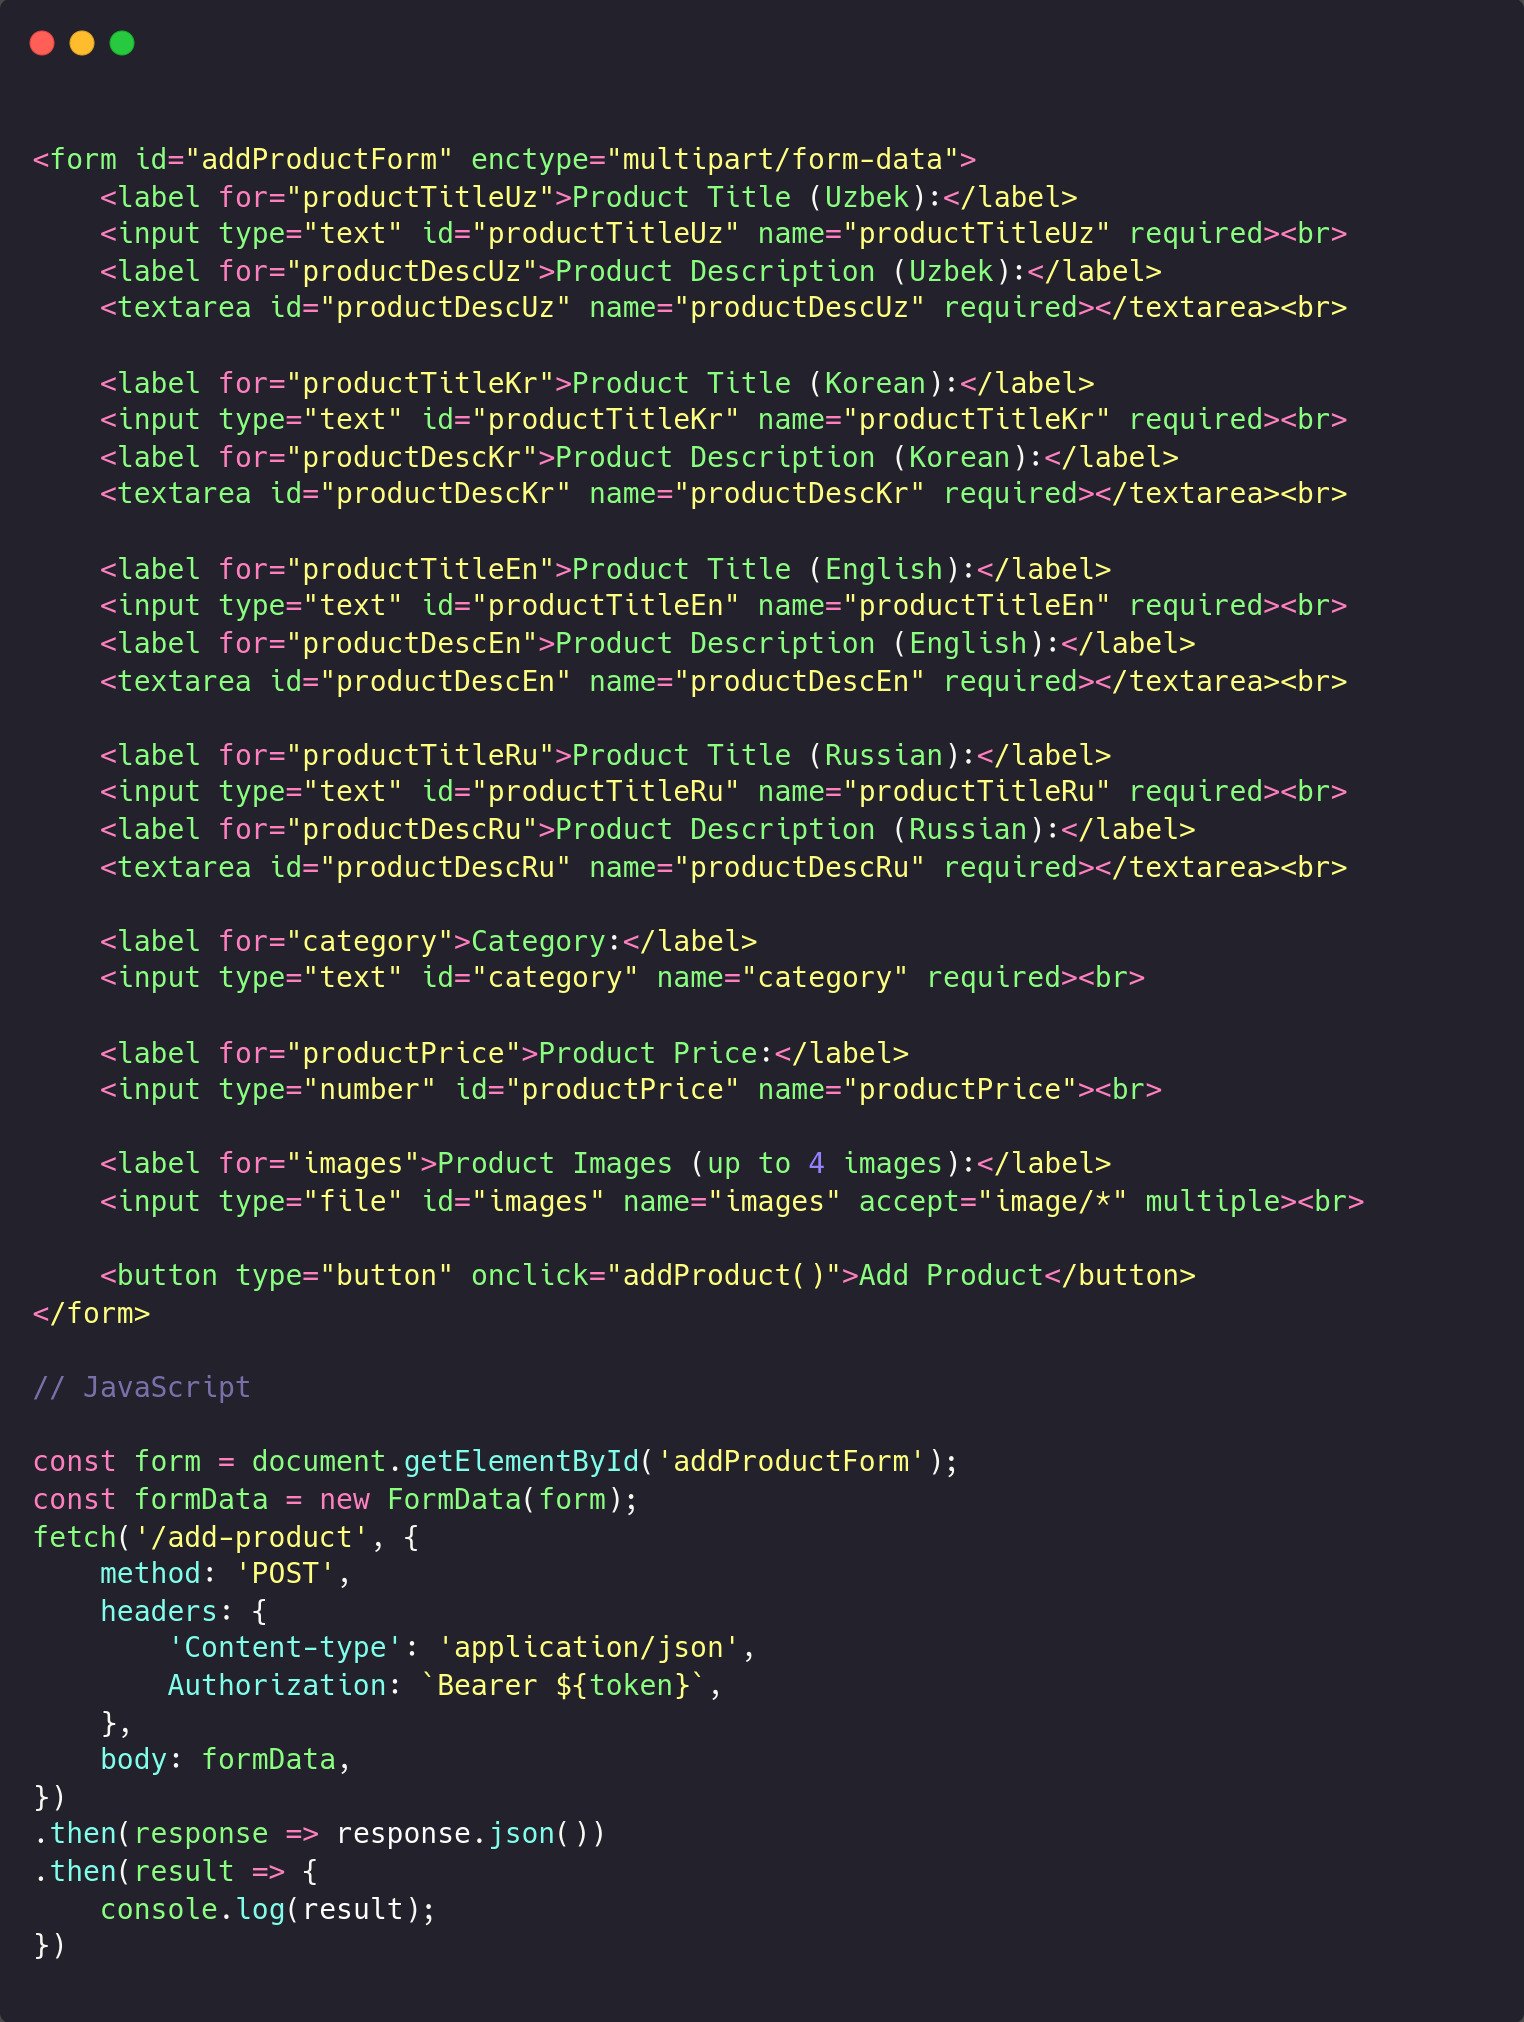 <form id="addProductForm" enctype="multipart/form-data">
    <label for="productTitleUz">Product Title (Uzbek):</label>
    <input type="text" id="productTitleUz" name="productTitleUz" required><br>
    <label for="productDescUz">Product Description (Uzbek):</label>
    <textarea id="productDescUz" name="productDescUz" required></textarea><br>

    <label for="productTitleKr">Product Title (Korean):</label>
    <input type="text" id="productTitleKr" name="productTitleKr" required><br>
    <label for="productDescKr">Product Description (Korean):</label>
    <textarea id="productDescKr" name="productDescKr" required></textarea><br>

    <label for="productTitleEn">Product Title (English):</label>
    <input type="text" id="productTitleEn" name="productTitleEn" required><br>
    <label for="productDescEn">Product Description (English):</label>
    <textarea id="productDescEn" name="productDescEn" required></textarea><br>

    <label for="productTitleRu">Product Title (Russian):</label>
    <input type="text" id="productTitleRu" name="productTitleRu" required><br>
    <label for="productDescRu">Product Description (Russian):</label>
    <textarea id="productDescRu" name="productDescRu" required></textarea><br>

    <label for="category">Category:</label>
    <input type="text" id="category" name="category" required><br>

    <label for="productPrice">Product Price:</label>
    <input type="number" id="productPrice" name="productPrice"><br>

    <label for="images">Product Images (up to 4 images):</label>
    <input type="file" id="images" name="images" accept="image/*" multiple><br>

    <button type="button" onclick="addProduct()">Add Product</button>
</form>

// JavaScript

const form = document.getElementById('addProductForm');
const formData = new FormData(form);
fetch('/add-product', {
    method: 'POST',
    headers: {
        'Content-type': 'application/json',
        Authorization: `Bearer ${token}`,
    },
    body: formData,
})
.then(response => response.json())
.then(result => {
    console.log(result);
})